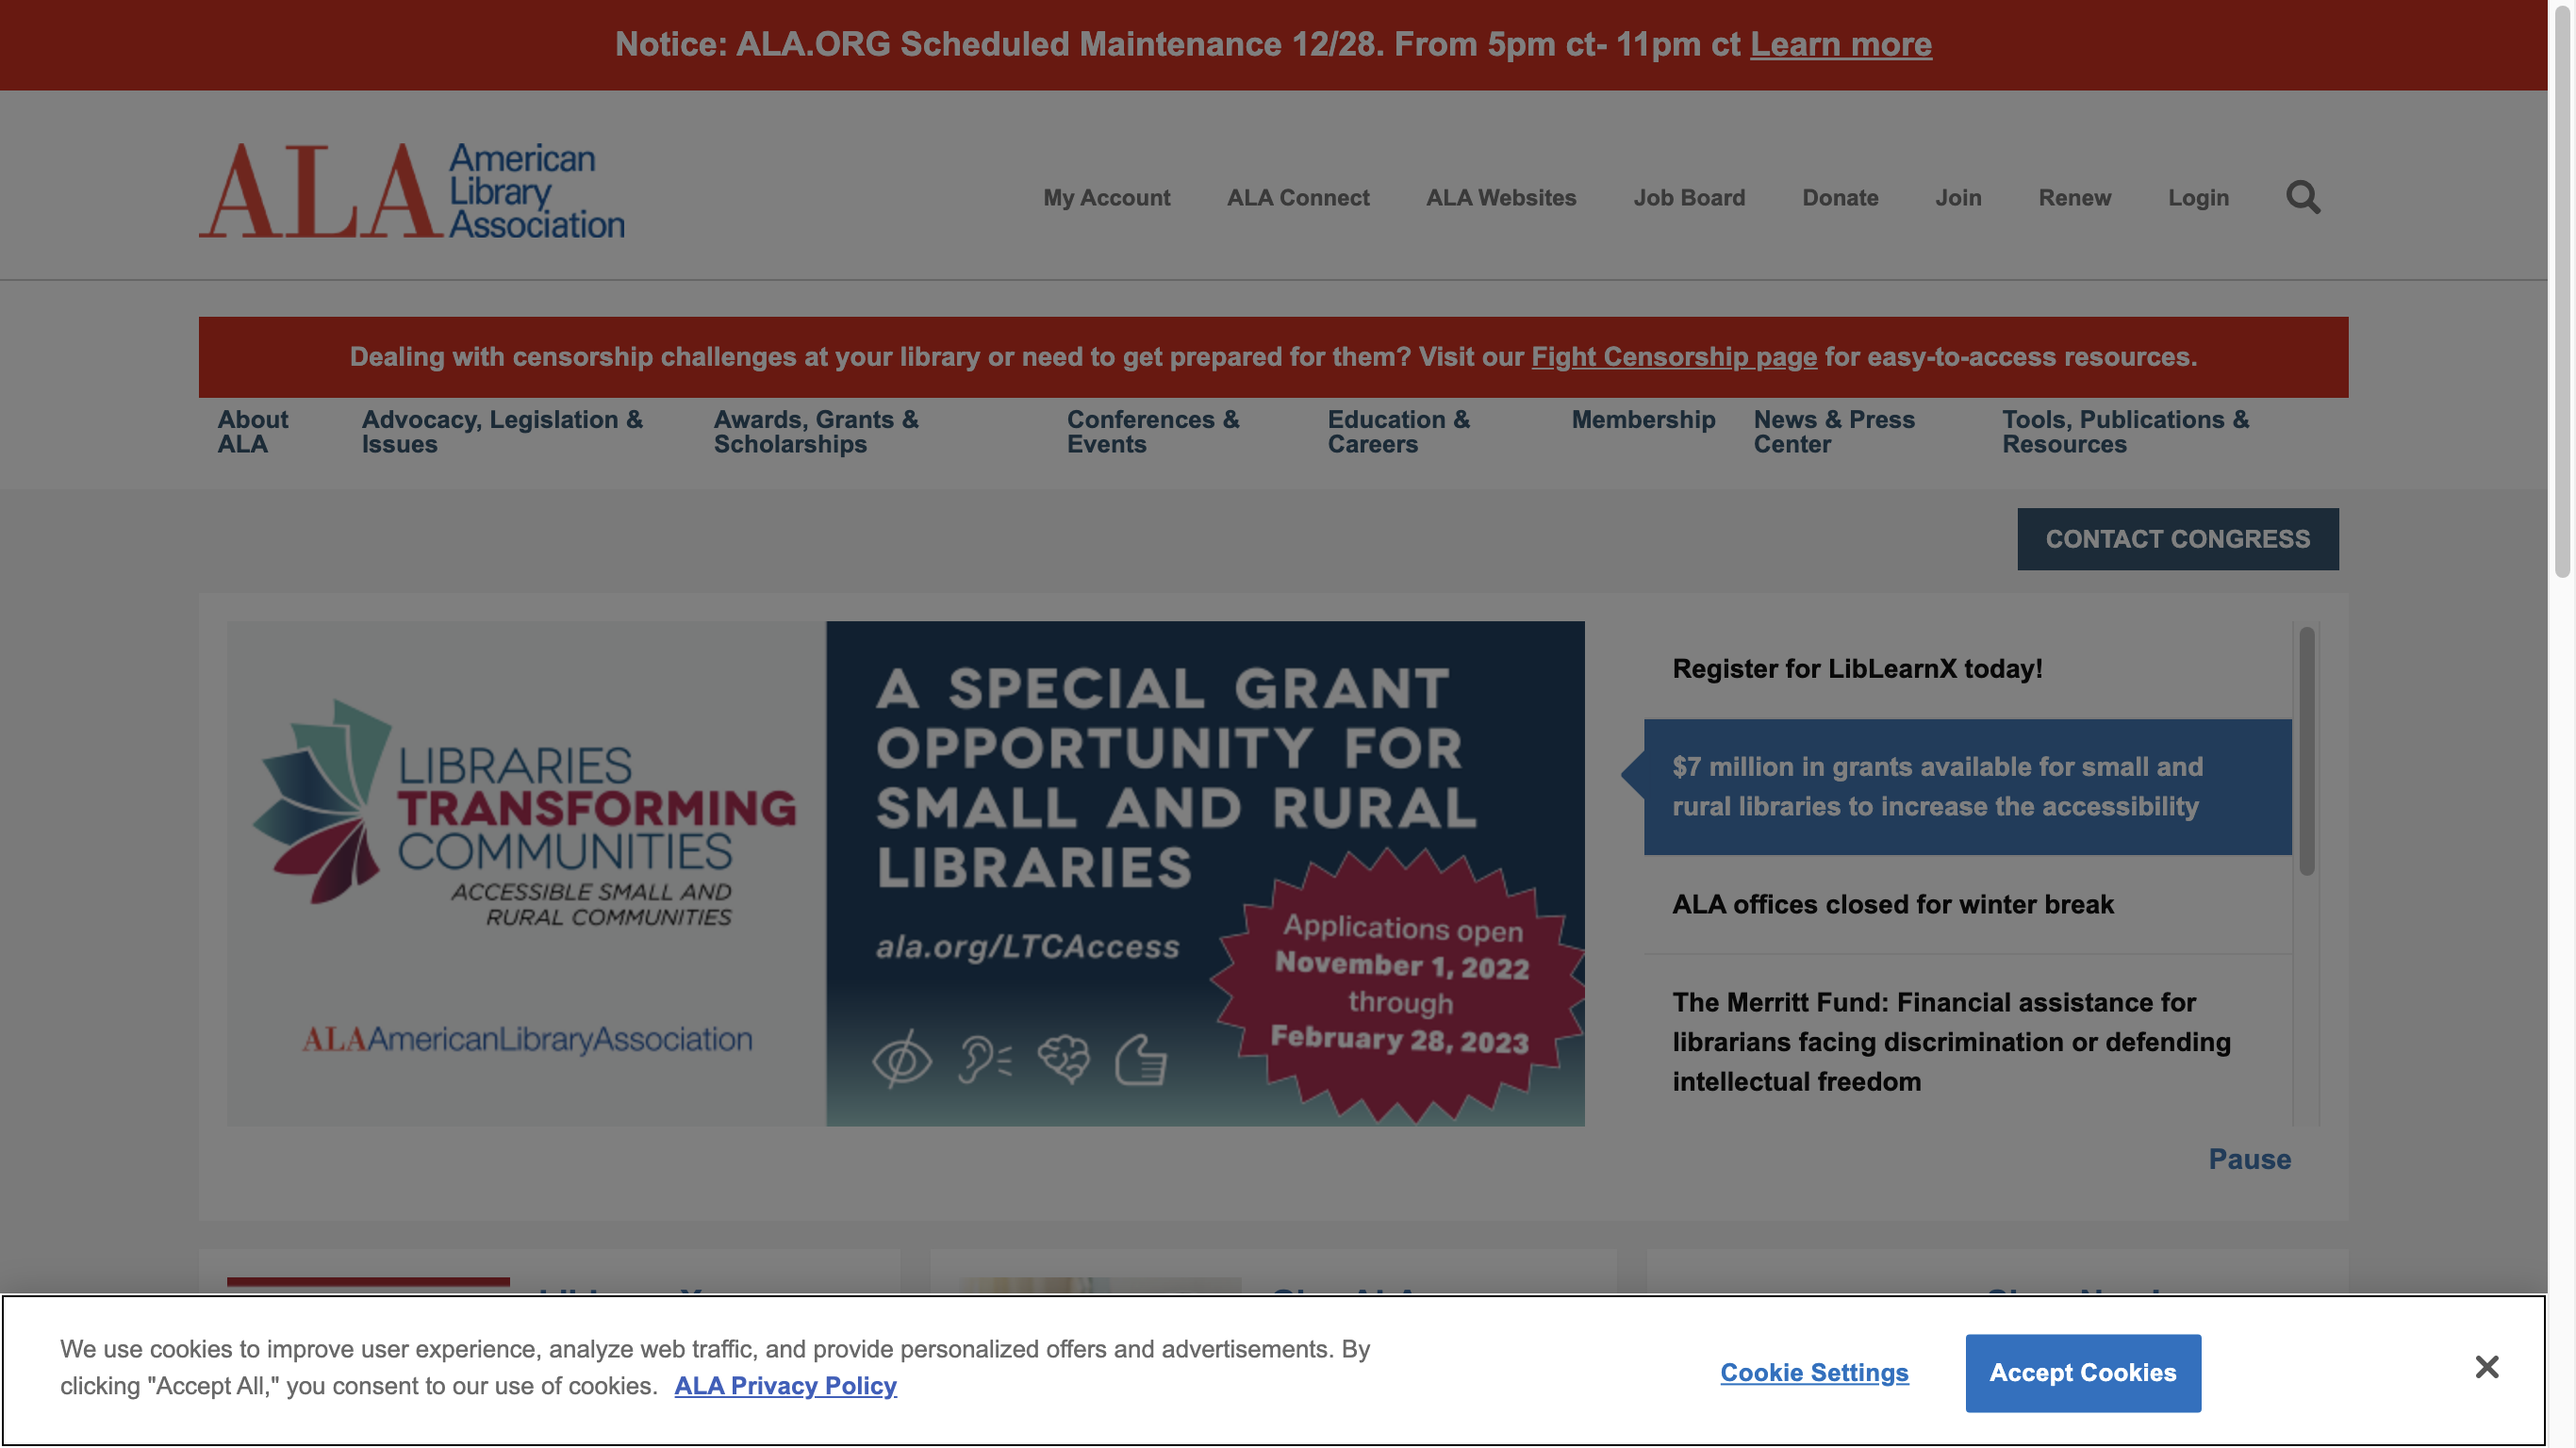 Notice: ALA.ORG Scheduled Maintenance 12/28. From 5pm ct- 11pm ct Learn more
ALA American
Library
Association
My Account ALA Connect ALA Websites Job Board Donate Join Renew Login
Dealing with censorship challenges at your library or need to get prepared for them? Visit our Fight Censorship page for easy-to-access resources.
About
ALA
Advocacy, Legislation &
Issues
Awards, Grants &
Scholarships
Conferences &
Events
Education &
Careers
Membership
News & Press
Center
Tools, Publications &
Resources
CONTACT CONGRESS
LIBRARIES
TRANSFORMING
COMMUNITIES
ACCESSIBLE SMALL AND
RURAL COMMUNITIES
ALAAmericanLibraryAssociation
A SPECIAL GRANT
OPPORTUNITY FOR
SMALL AND RURAL
LIBRARIES
ala.org/LTCAccess
Applications open
November 1, 2022
through
February 28, 2023
Register for LibLearnX today!
$7 million in grants available for small and
rural libraries to increase the accessibility
ALA offices closed for winter break
The Merritt Fund: Financial assistance for
librarians facing discrimination or defending
intellectual freedom
Pause
We use cookies to improve user experience, analyze web traffic, and provide personalized offers and advertisements. By
clicking "Accept All," you consent to our use of cookies. ALA Privacy Policy
Cookie Settings
Accept Cookies